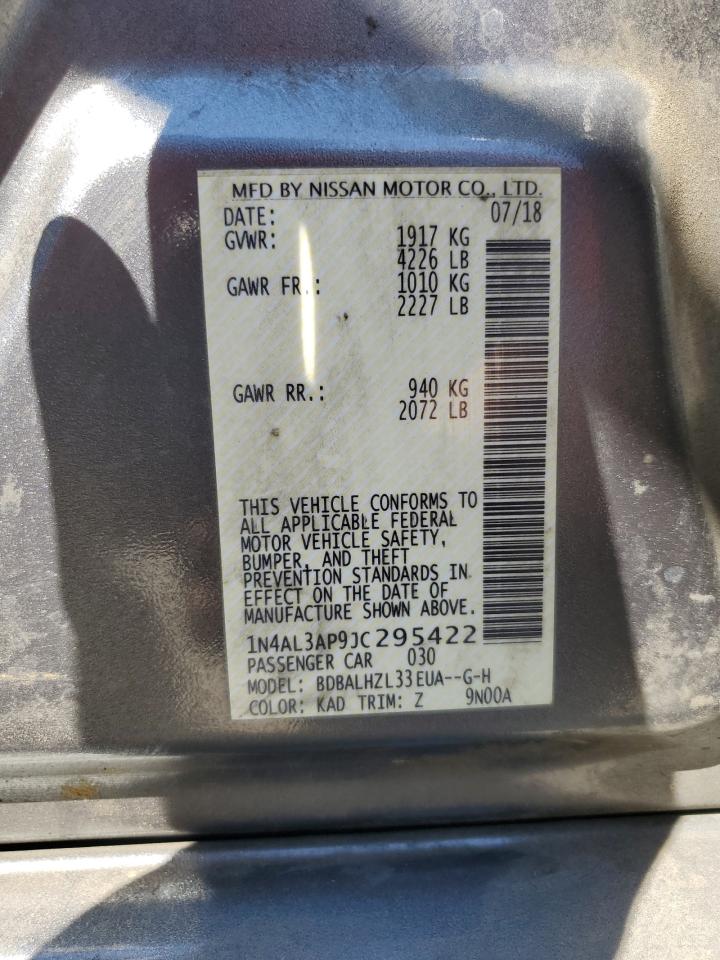 MFD BY NISSAN MOTOR CO., LTD.
DATE: 07/18
GVWR: 1917 KG
4226 LB
GAWR FR.: 1010 KG
2227 LB
GAWR RR.: 940 KG
2072 LB
THIS VEHICLE CONFORMS TO
ALL APPLICABLE FEDERAL
MOTOR VEHICLE SAFETY,
BUMPER, AND THEFT
PREVENTION STANDARDS IN
EFFECT ON THE DATE OF
MANUFACTURE SHOWN ABOVE.
1N4AL3AP9JC295422
PASSENGER CAR 030
MODEL: BDBALHZL33EUA--G-H
COLOR: KAD TRIM: Z 9N00A